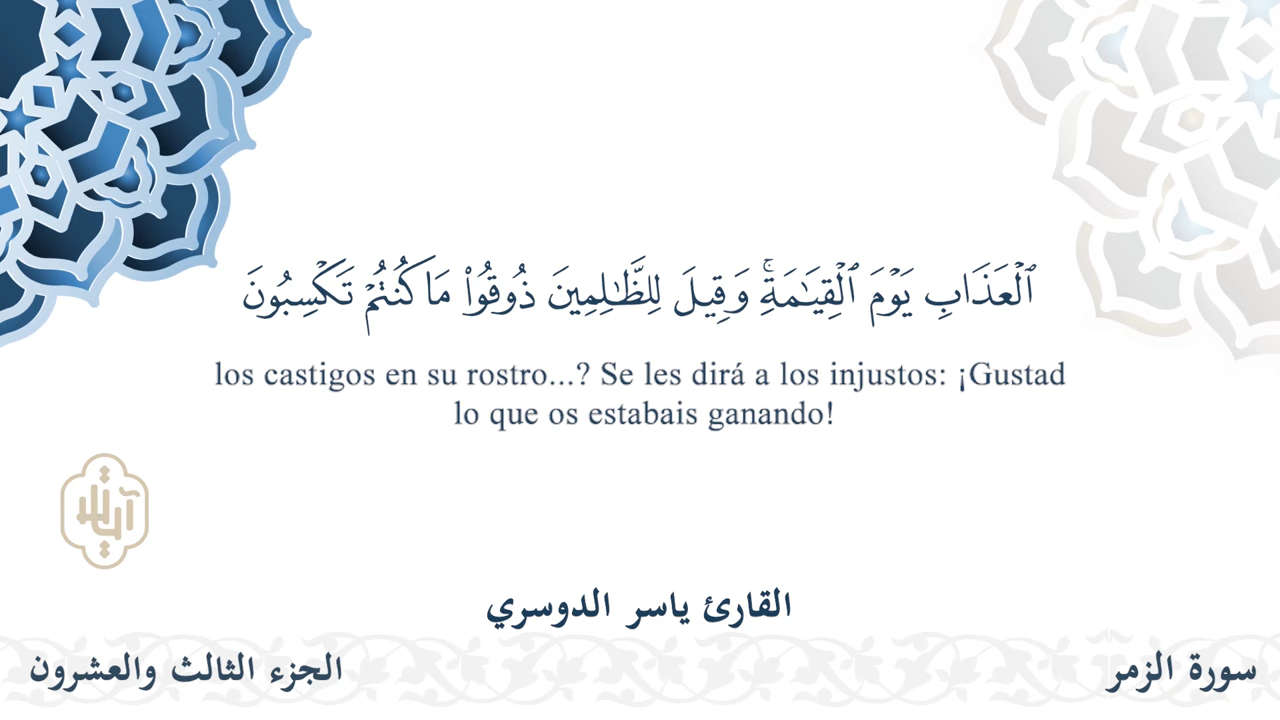 ٱلۡعَذَابِ يَوۡمَ ٱلۡقِيَٰمَةِۚ وَقِيلَ لِلظَّٰلِمِينَ ذُوقُواْ مَا كُنتُمۡ تَكۡسِبُونَ
los castigos en su rostro...? Se les dirá a los injustos: ¡Gustad
lo que os estabais ganando!
القارئ ياسر الدوسري
سورة الزمر
الجزء الثالث والعشرون